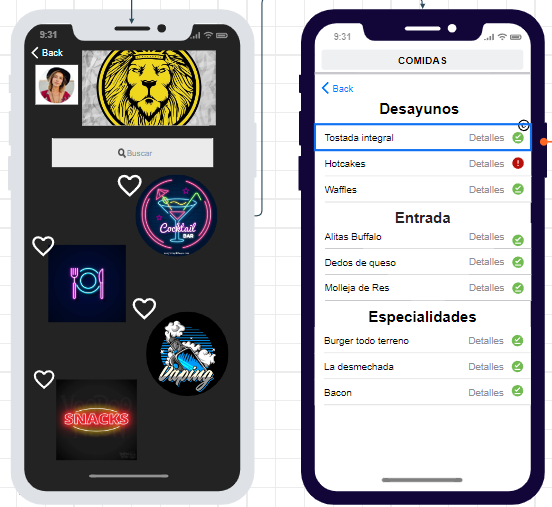 9:31
Back
Buscar
Cocktail
BAR
Vaping
SNACKS
9:31
COMIDAS
Back
Desayunos
Tostada integral Detalles
Hotcakes Detalles
Waffles Detalles
Entrada
Alitas Buffalo Detalles
Dedos de queso Detalles
Molleja de Res Detalles
Especialidades
Burger todo terreno Detalles
La desmechada Detalles
Bacon Detalles